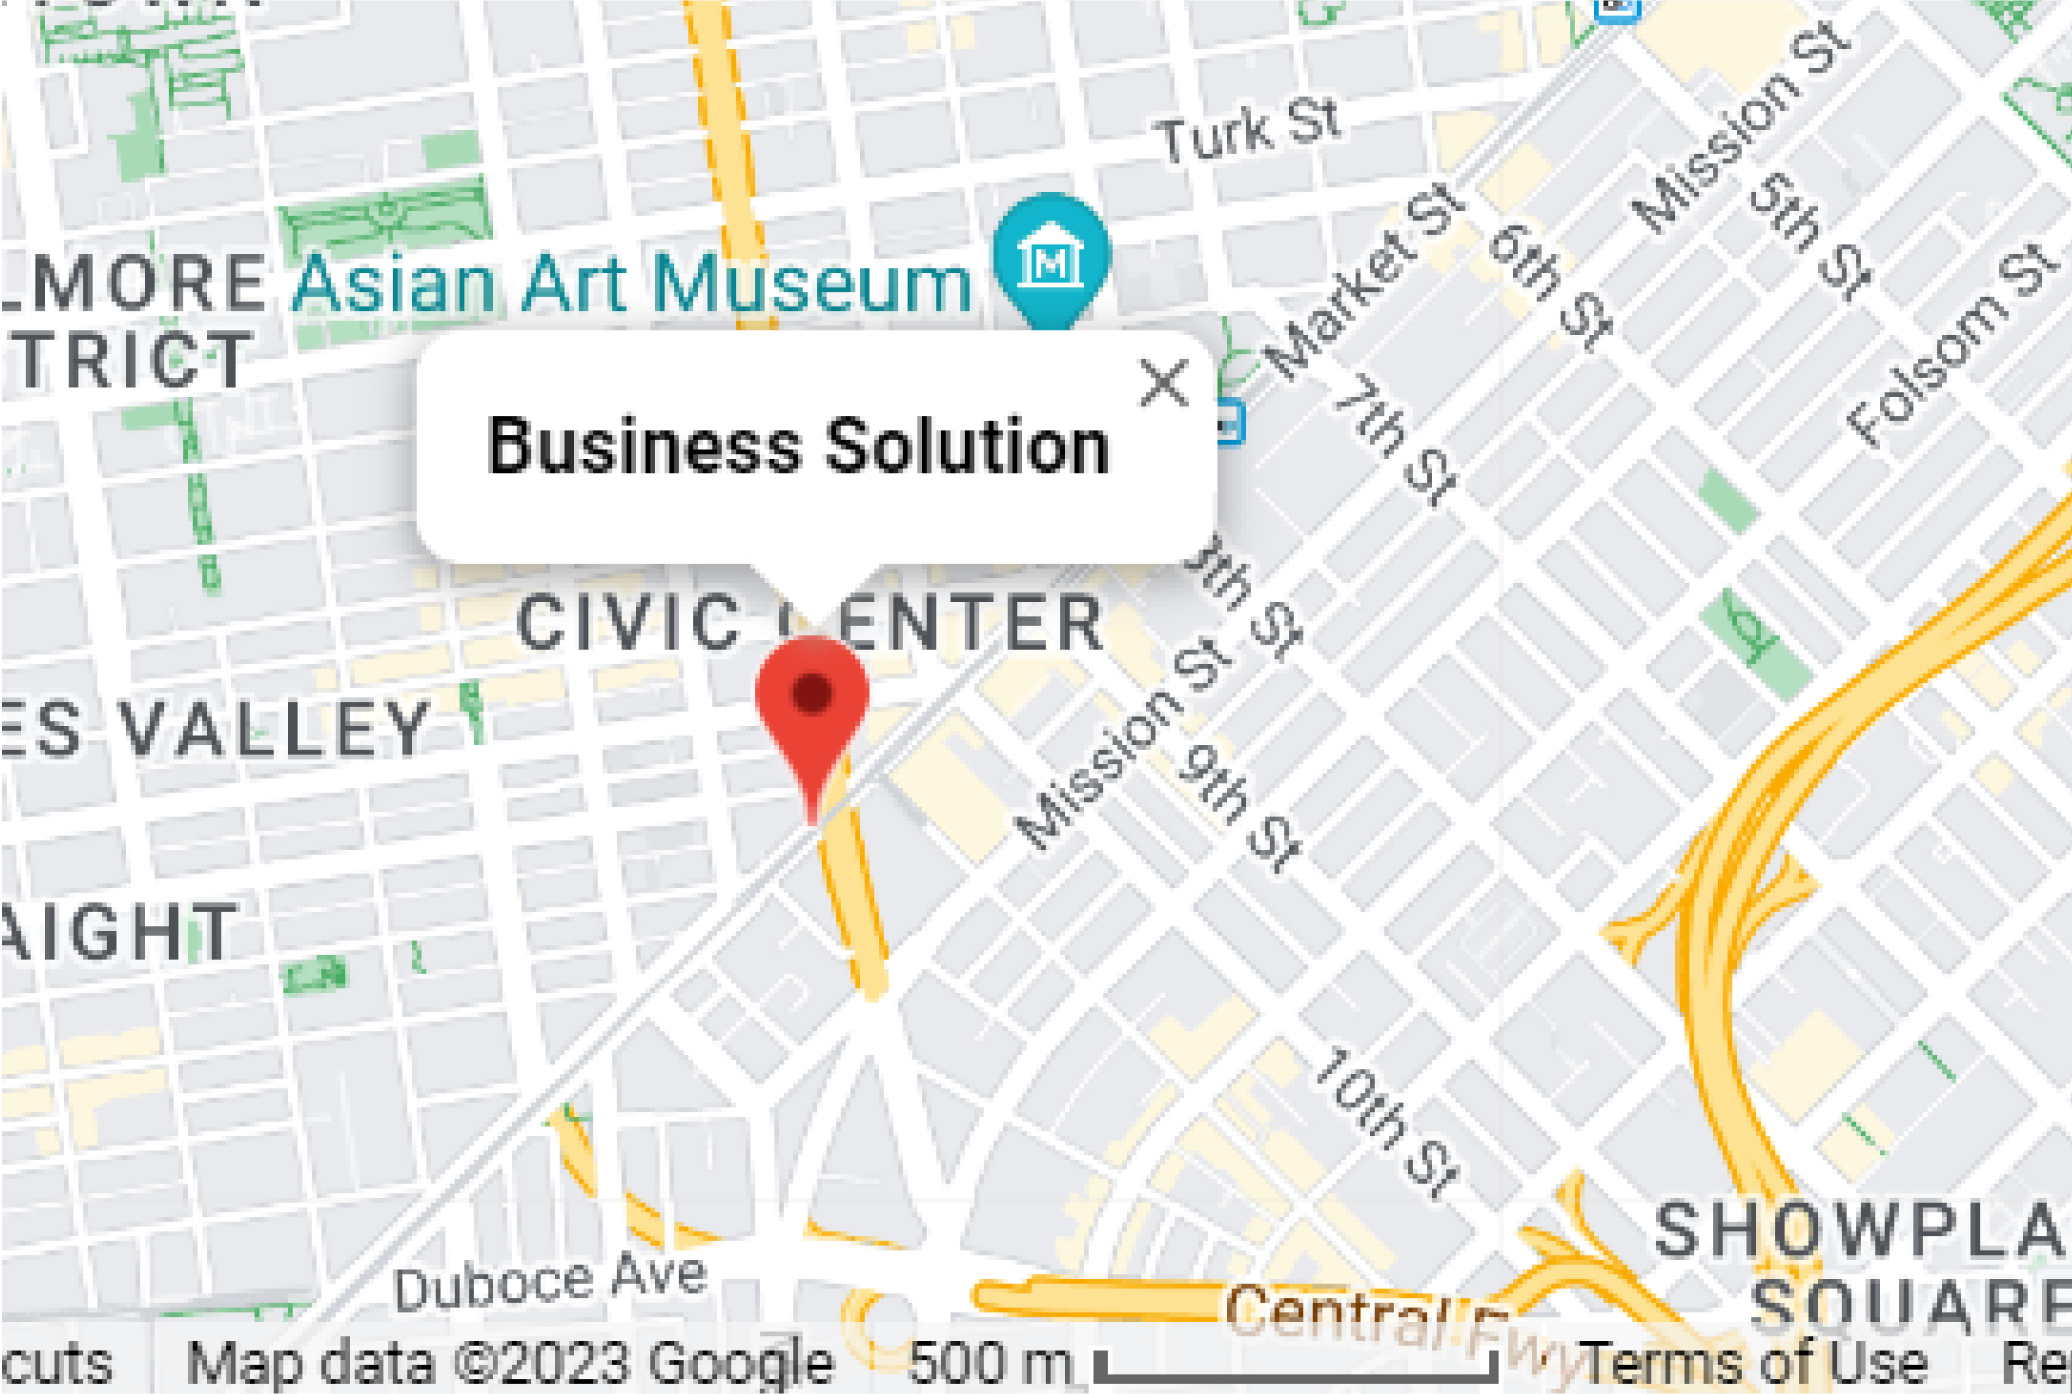 Turk St
Mission St
5th St
Market St
6th St
LMORE
TRICT
Asian Art Museum
Folsom St
7th St
Business Solution
8th St
CIVIC CENTER
Mission St
ES VALLEY
9th St
AIGHT
10th St
SHOWPLA
SQUARE
Duboce Ave
Central Fwy
cuts
Map data ©2023 Google
500 m
Terms of Use